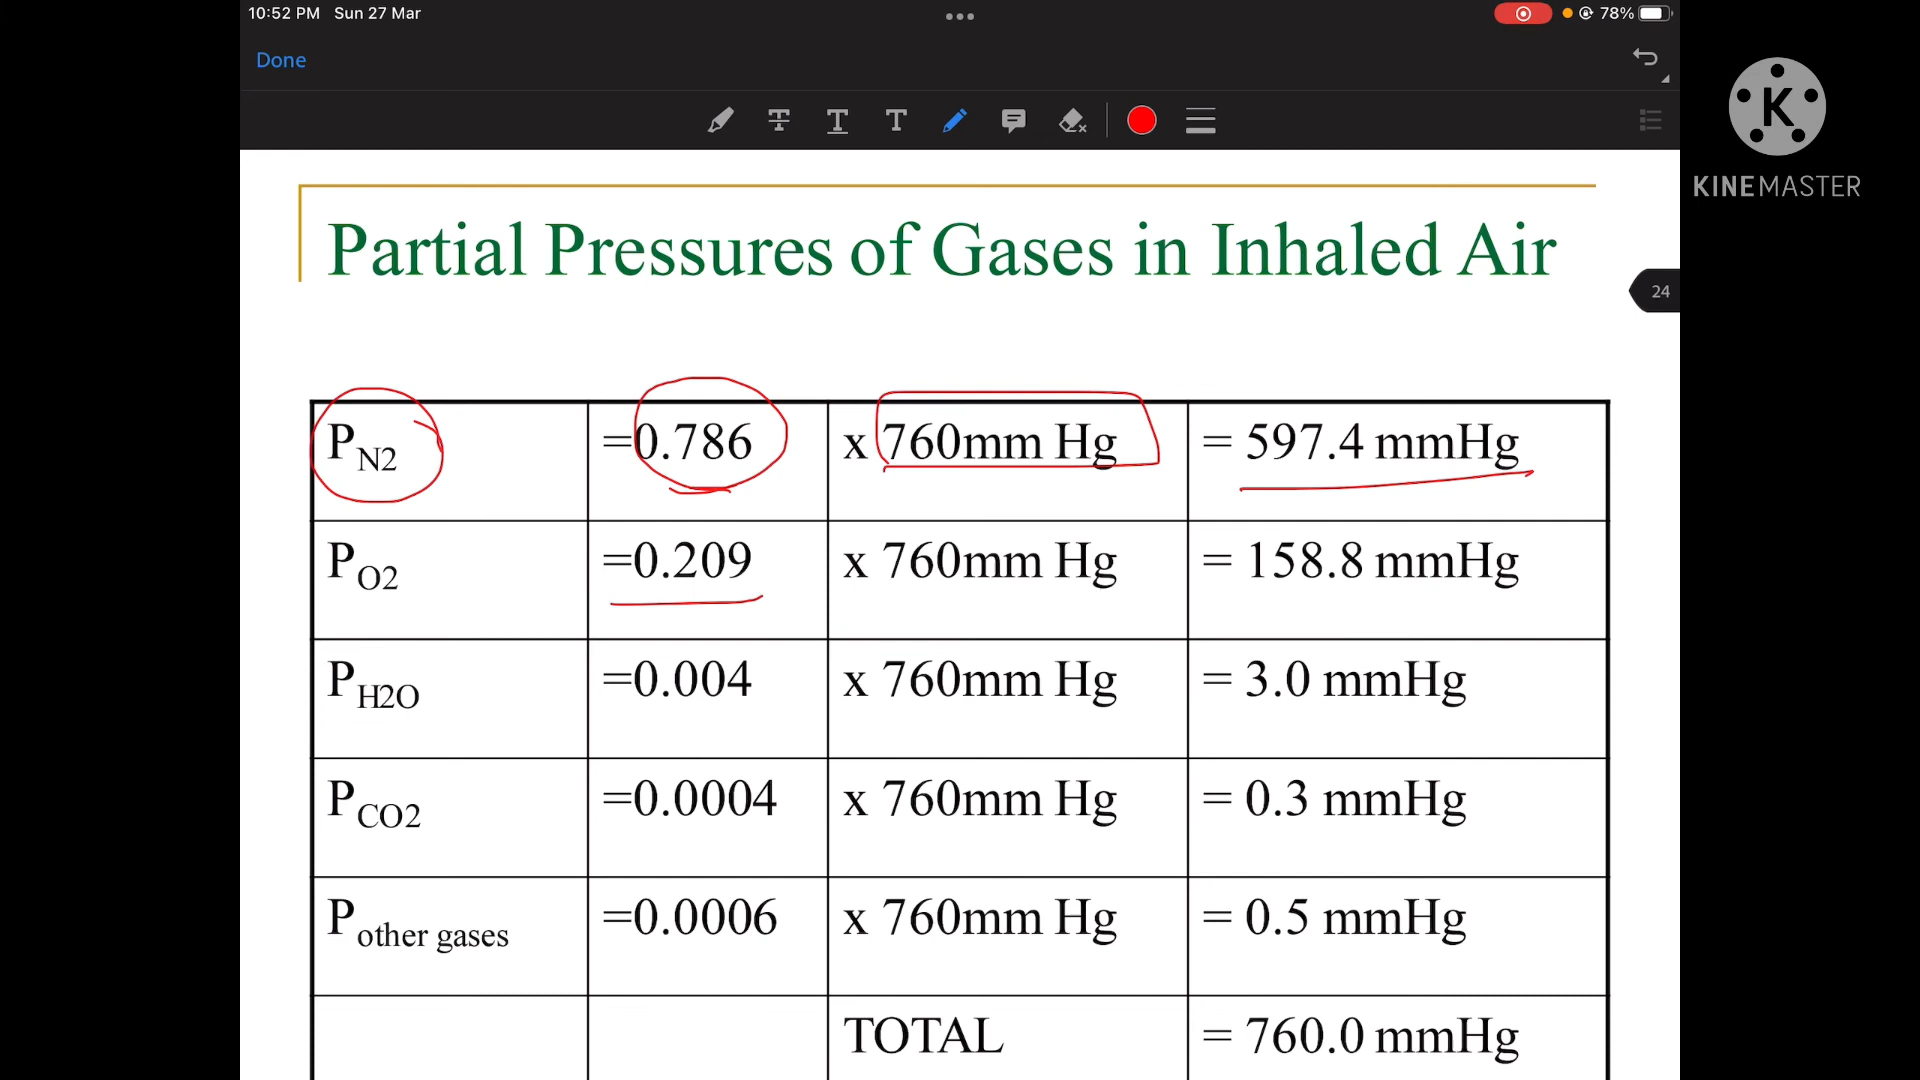 10:52 PM Sun 27 Mar
78%
Done
T T T
KINEMASTER
Partial Pressures of Gases in Inhaled Air
24
PN2 =0.786 x 760mm Hg = 597.4 mmHg
PO2 =0.209 x 760mm Hg = 158.8 mmHg
PH2O =0.004 x 760mm Hg = 3.0 mmHg
PCO2 =0.0004 x 760mm Hg = 0.3 mmHg
Pother gases =0.0006 x 760mm Hg = 0.5 mmHg
TOTAL = 760.0 mmHg